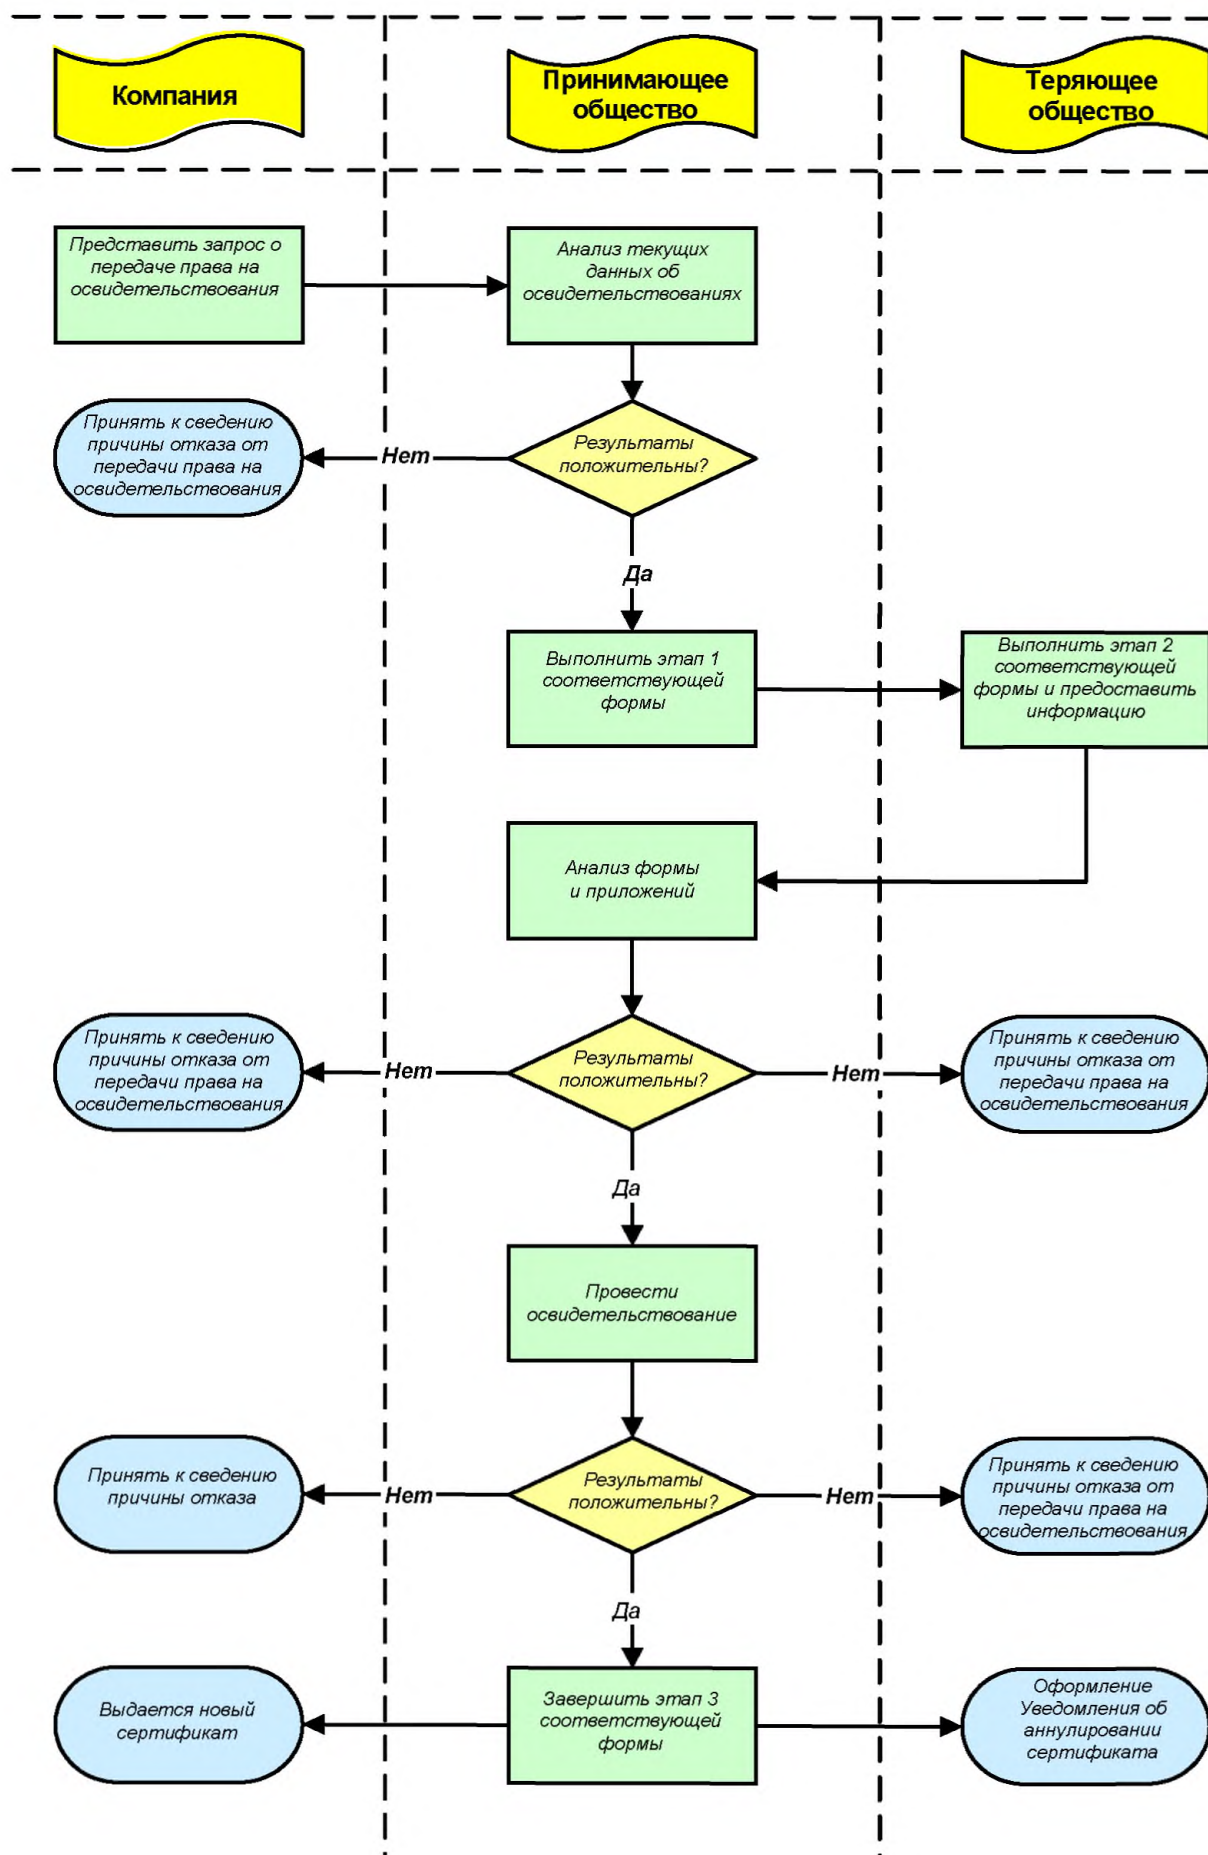 Компания
Принимающее
общество
Теряющее
общество
Представить запрос о
передаче права на
освидетельствования
Анализ текущих
данных об
освидетельствованиях
Принять к сведению
причины отказа от
передачи права на
освидетельствования
Нет
Результаты
положительны?
Да
Выполнить этап 1
соответствующей
формы
Выполнить этап 2
соответствующей
формы и предоставить
информацию
Анализ формы
и приложений
Принять к сведению
причины отказа от
передачи права на
освидетельствования
Нет
Результаты
положительны?
Нет
Принять к сведению
причины отказа от
передачи права на
освидетельствования
Да
Провести
освидетельствование
Принять к сведению
причины отказа
Нет
Результаты
положительны?
Нет
Принять к сведению
причины отказа от
передачи права на
освидетельствования
Да
Выдается новый
сертификат
Завершить этап 3
соответствующей
формы
Оформление
Уведомления об
аннулировании
сертификата